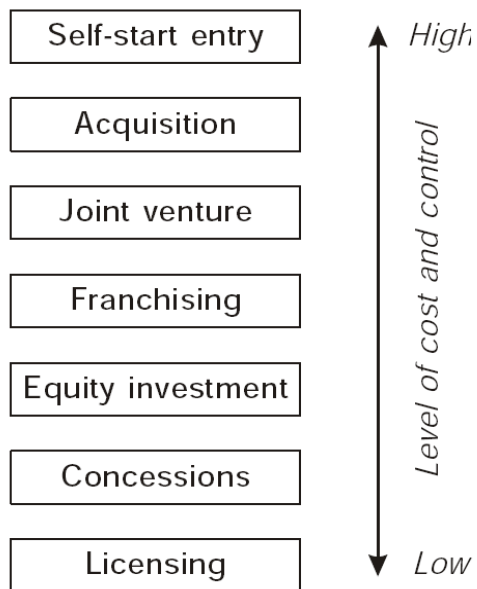 Self-start entry
High
Acquisition
Joint venture
Franchising
Equity investment
Concessions
Licensing
Low
Level of cost and control